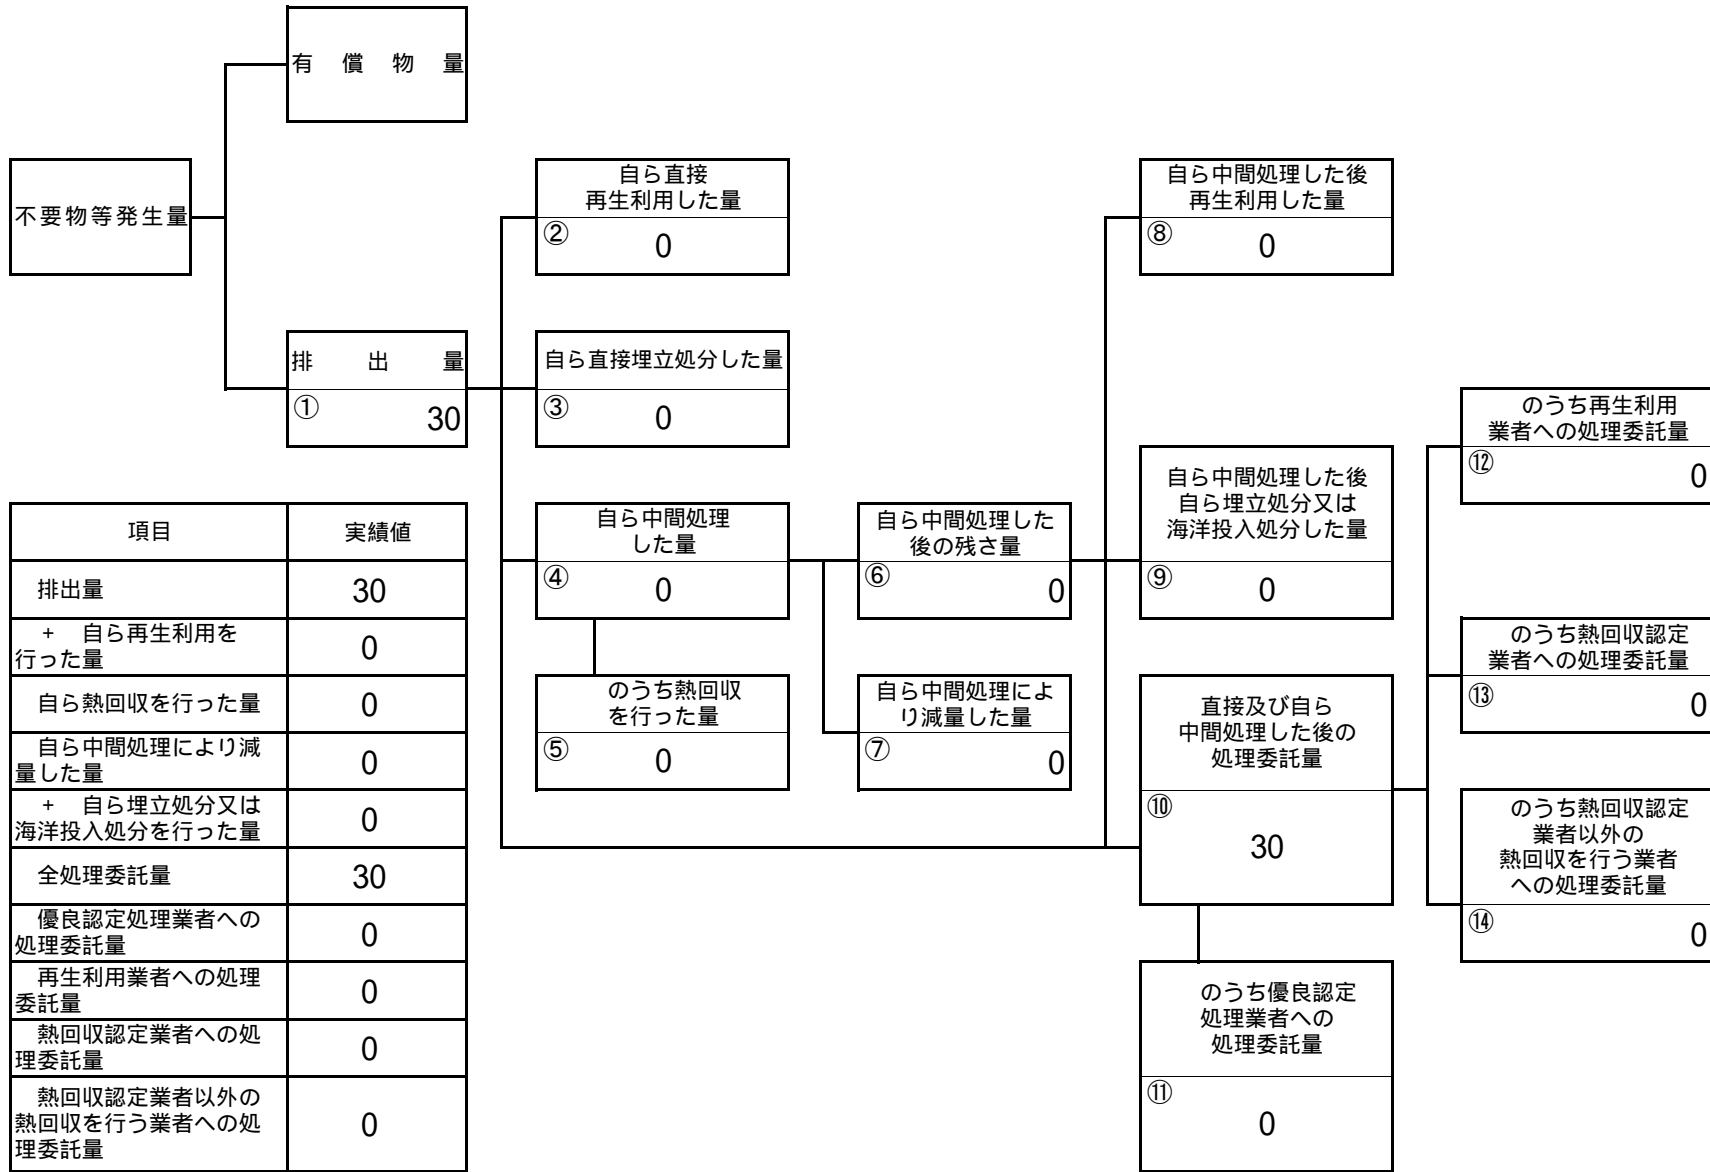 有償物量
不要物等発生量
自ら直接
再生利用した量
②
0
自ら中間処理した後
再生利用した量
⑧
0
排出量
①
30
自ら直接埋立処分した量
③
0
のうち再生利用
業者への処理委託量
⑫
0
自ら中間処理した後
自ら埋立処分又は
海洋投入処分した量
⑨
0
自ら中間処理
した量
④
0
自ら中間処理した
後の残さ量
⑥
0
のうち熱回収認定
業者への処理委託量
⑬
0
のうち熱回収
を行った量
⑤
0
自ら中間処理によ
り減量した量
⑦
0
直接及び自ら
中間処理した後の
処理委託量
⑩
30
のうち熱回収認定
業者以外の
熱回収を行う業者
への処理委託量
⑭
0
のうち優良認定
処理業者への
処理委託量
⑪
0
項目 実績値
排出量 30
+ 自ら再生利用を
行った量
0
自ら熱回収を行った量 0
自ら中間処理により減
量した量
0
+ 自ら埋立処分又は
海洋投入処分を行った量
0
全処理委託量 30
優良認定処理業者への
処理委託量
0
再生利用業者への処理
委託量
0
熱回収認定業者への処
理委託量
0
熱回収認定業者以外の
熱回収を行う業者への処
理委託量
0